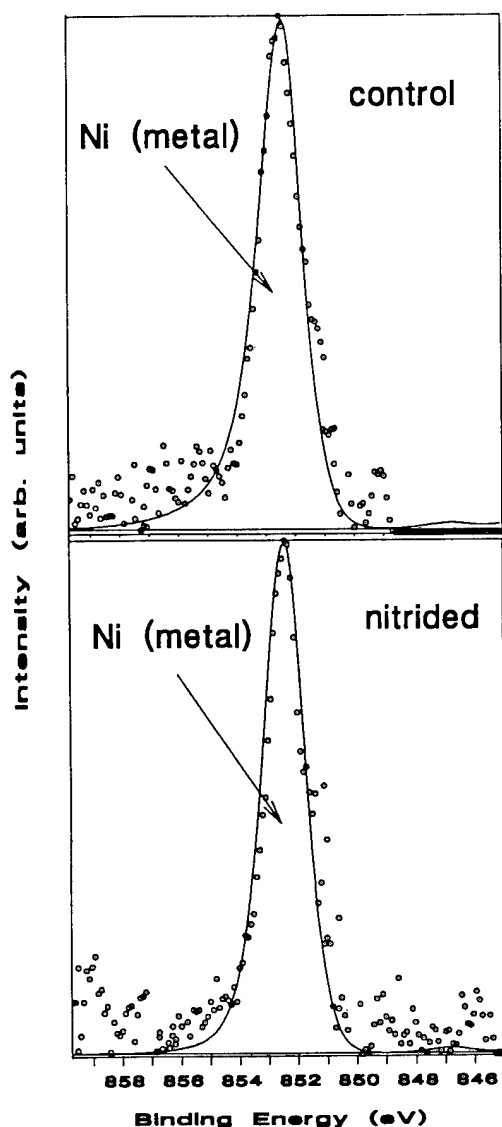 control
Ni (metal)
nitrided
Ni (metal)
Intensity (arb. units)
858 856 854 852 850 848 846
Binding Energy (eV)